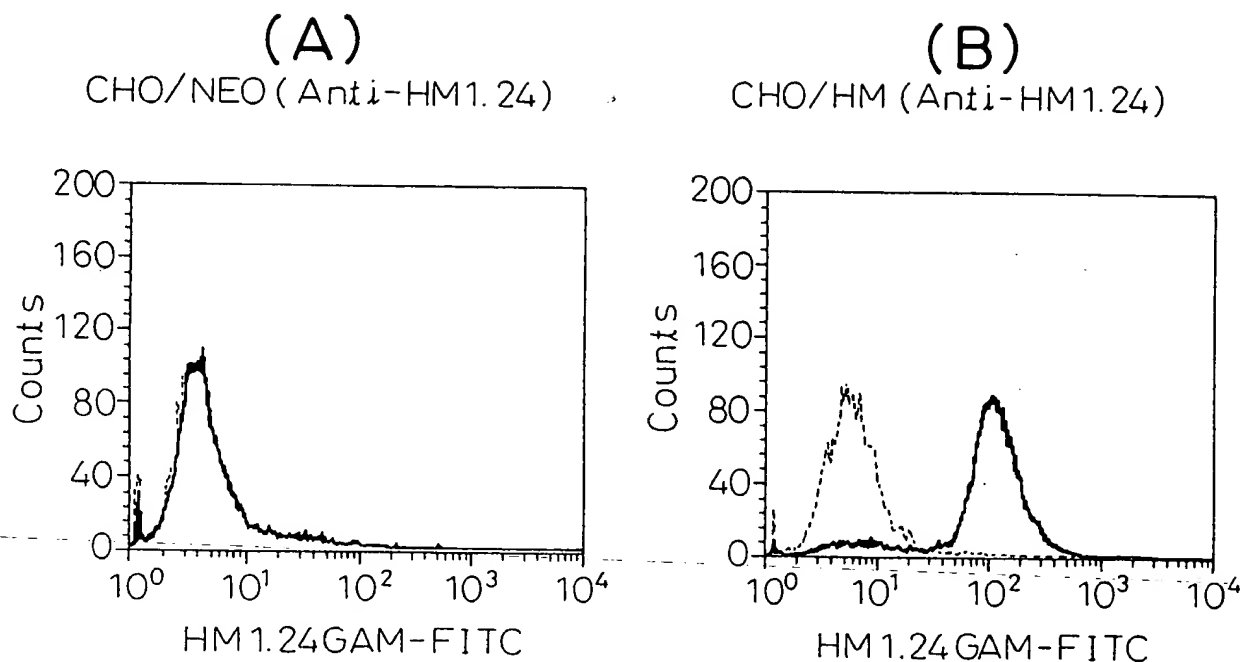 (A)
CHO/NEO (Anti-HM1.24)
200
160
120
80
40
0
Counts
10⁰ 10¹ 10² 10³ 10⁴
HM1.24GAM-FITC
(B)
CHO/HM (Anti-HM1.24)
200
160
120
80
40
0
Counts
10⁰ 10¹ 10² 10³ 10⁻⁴
HM1.24GAM-FITC